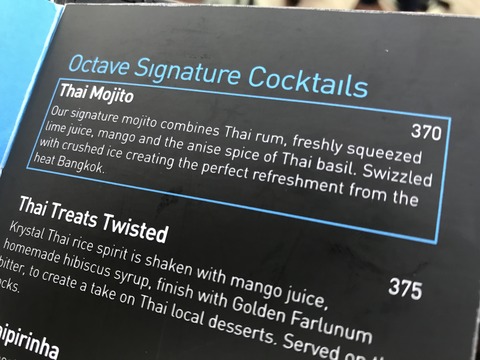 Octave Signature Cocktails
Thai Mojito
370
Our signature mojito combines Thai rum, freshly squeezed
lime juice, mango and the anise spice of Thai basil. Swizzled
with crushed ice creating the perfect refreshment from the
heat Bangkok.
Thai Treats Twisted
375
Krystal Thai rice spirit is shaken with mango juice,
homemade hibiscus syrup, finish with Golden Farlunum
bitter, to create a take on Thai local desserts. Served on